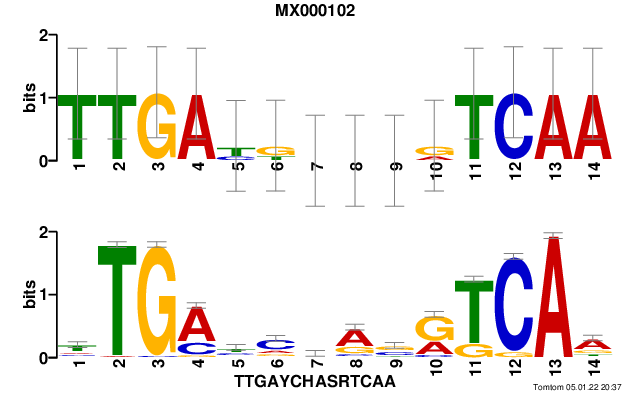 MX000102
2
1
0
bits
TTGATGGTCAA
1 2 3 4 5 6 7 8 9 10 11 12 13 14
2
1
0
bits
TTGACACGTCAA
1 2 3 4 5 6 7 8 9 10 11 12 13 14
TTGAYCHASRTCAA
Tomtom 05.01.22 20:37